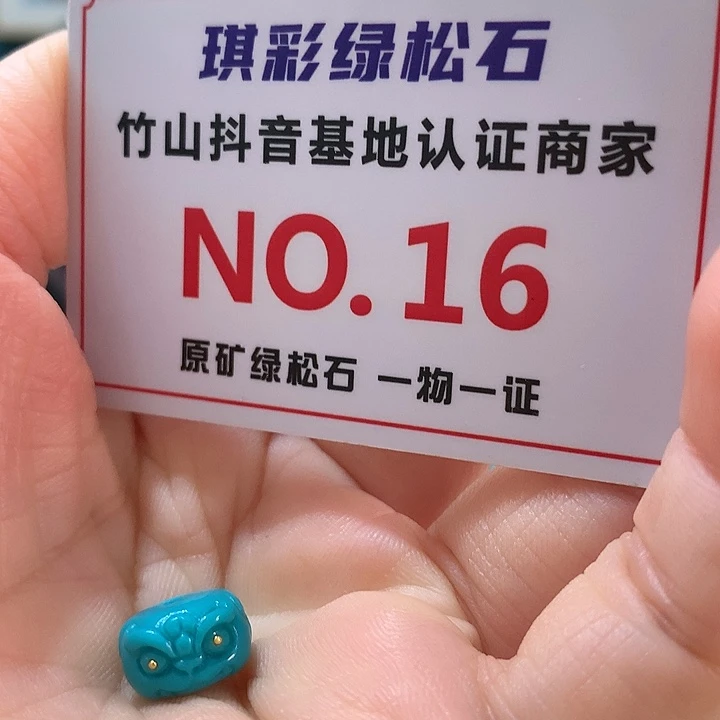 琪彩绿松石
竹山抖音基地认证商家
NO.16
原矿绿松石 一物一证